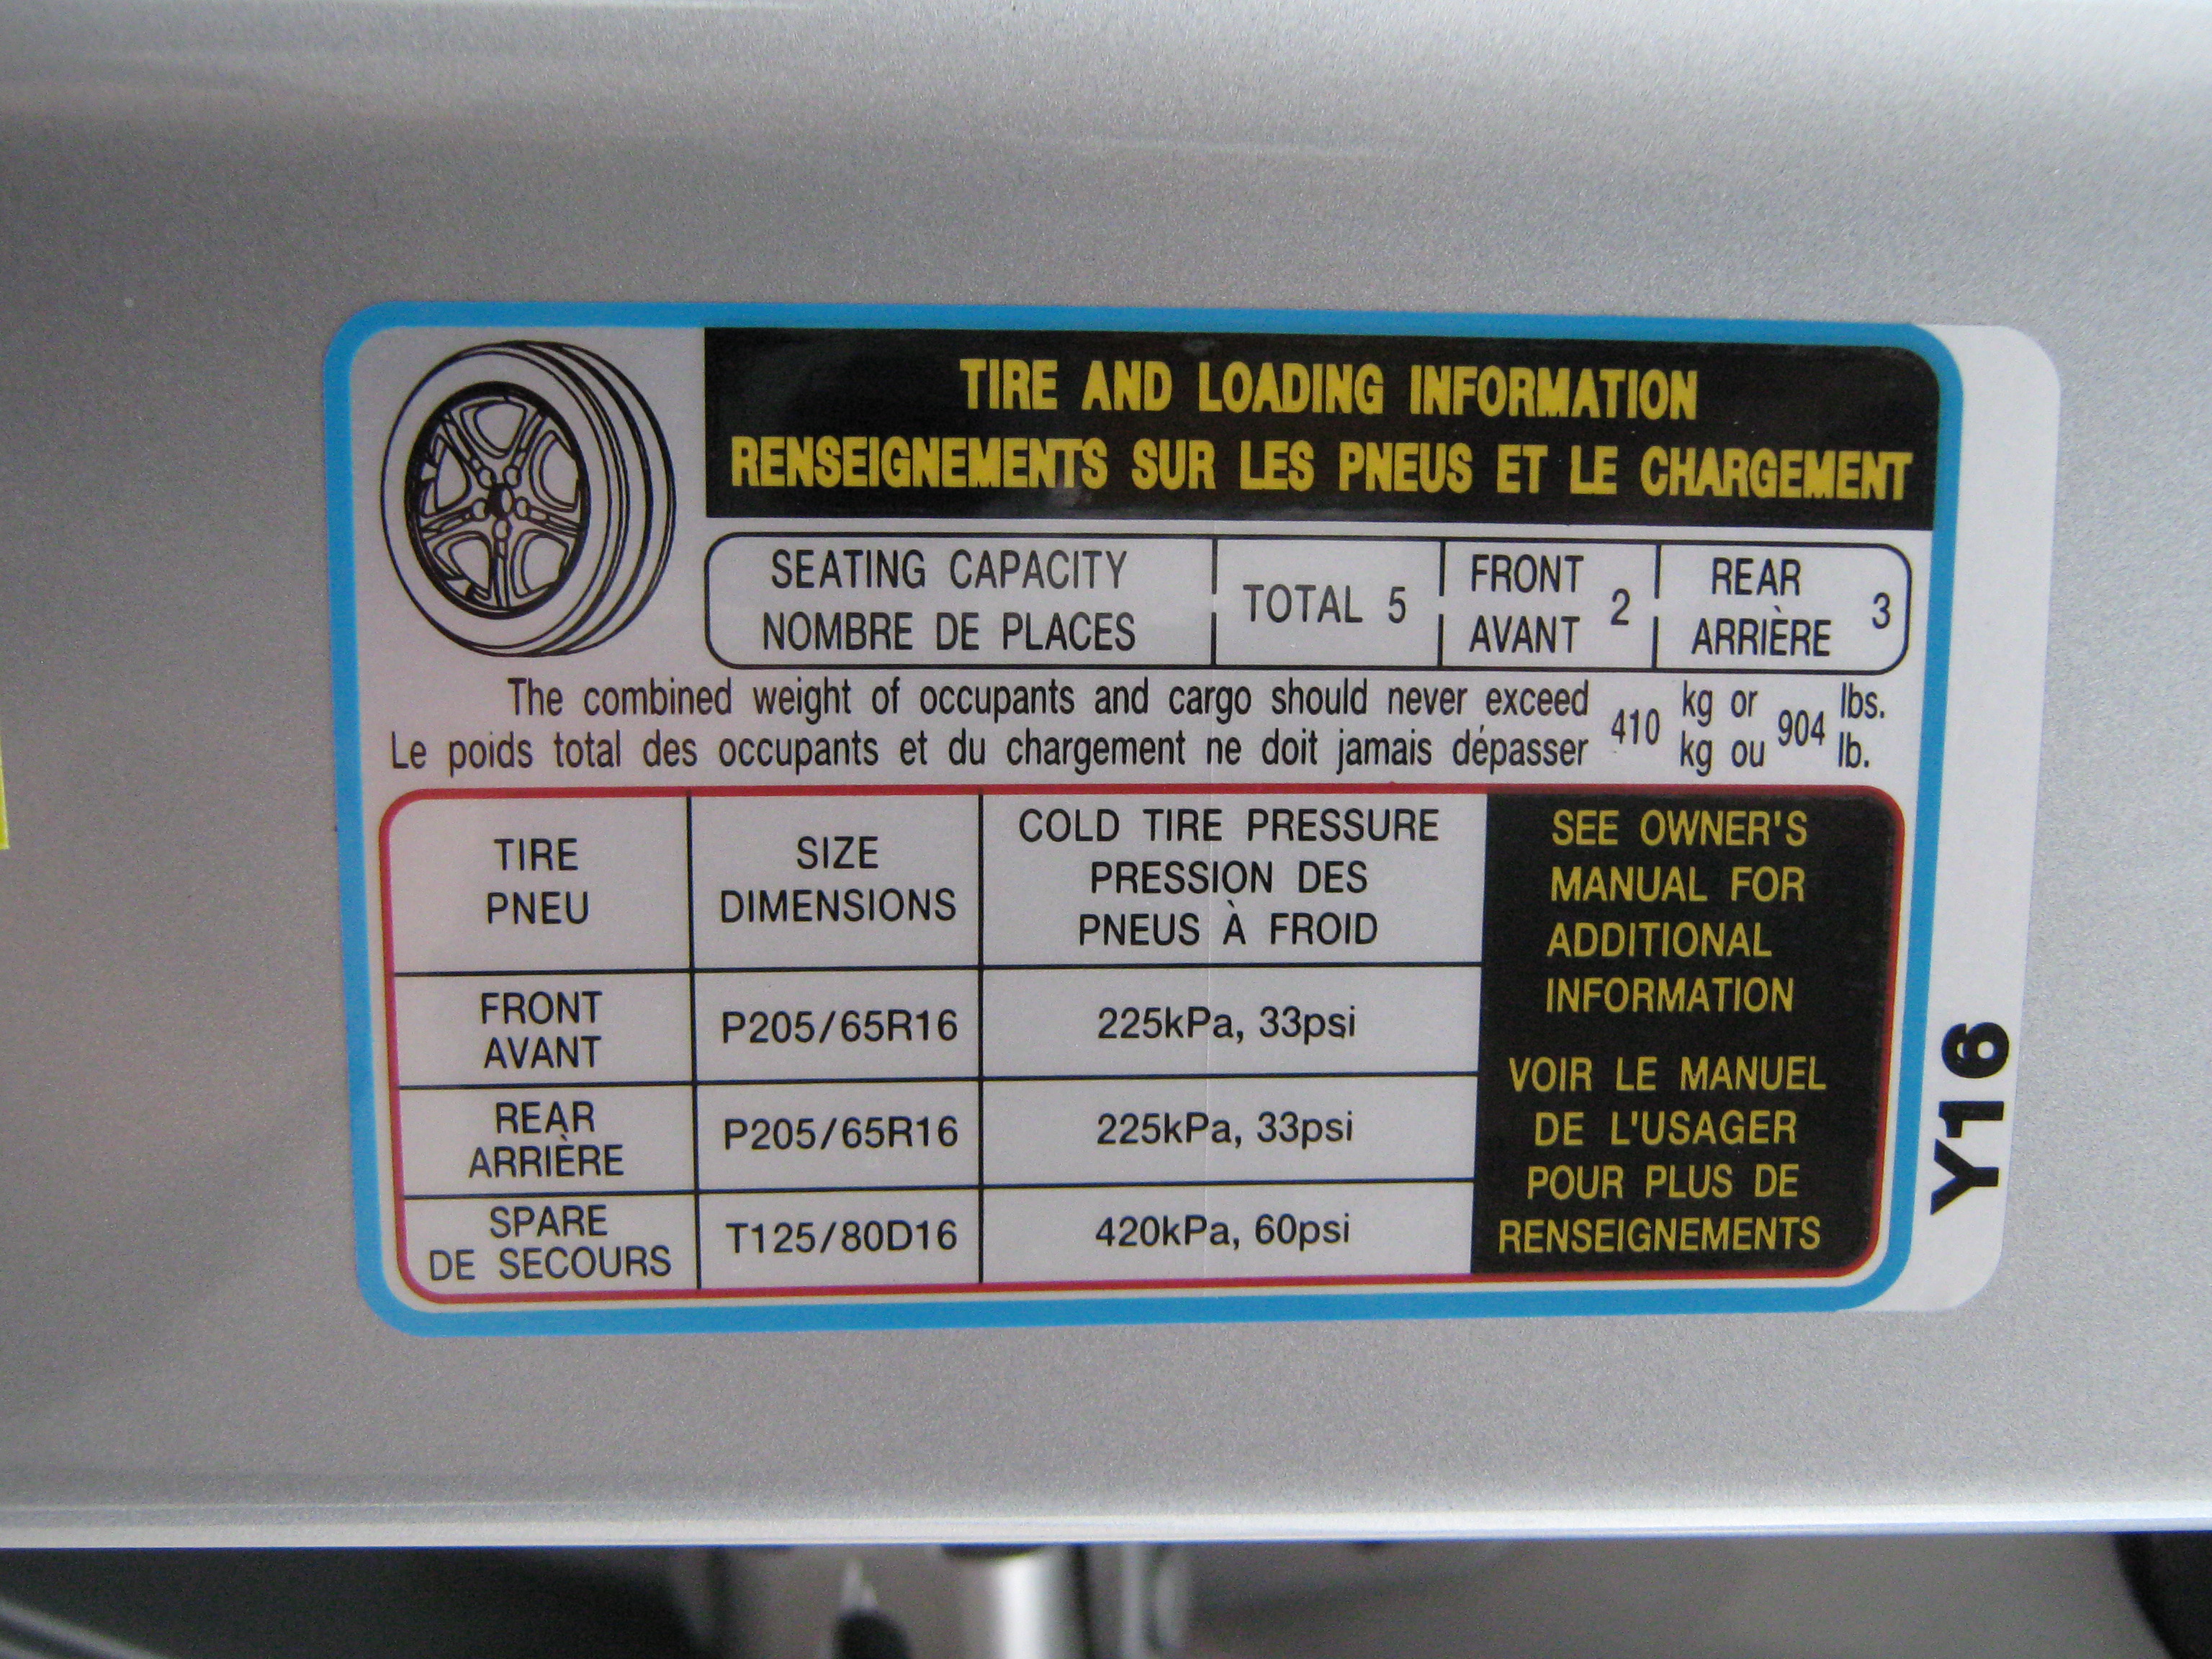 TIRE AND LOADING INFORMATION
RENSEIGNEMENTS SUR LES PNEUS ET LE CHARGEMENT
SEATING CAPACITY
NOMBRE DE PLACES
TOTAL 5
FRONT
AVANT
2
REAR
ARRIÈRE
3
The combined weight of occupants and cargo should never exceed 410 kg or 904 lbs.
Le poids total des occupants et du chargement ne doit jamais dépasser kg ou lb.
TIRE
PNEU
SIZE
DIMENSIONS
COLD TIRE PRESSURE
PRESSION DES
PNEUS À FROID
FRONT
AVANT
P205/65R16
225kPa, 33psi
REAR
ARRIÈRE
P205/65R16
225kPa, 33psi
SPARE
DE SECOURS
T125/80D16
420kPa, 60psi
SEE OWNER'S
MANUAL FOR
ADDITIONAL
INFORMATION
VOIR LE MANUEL
DE L'USAGER
POUR PLUS DE
RENSEIGNEMENTS
Y16